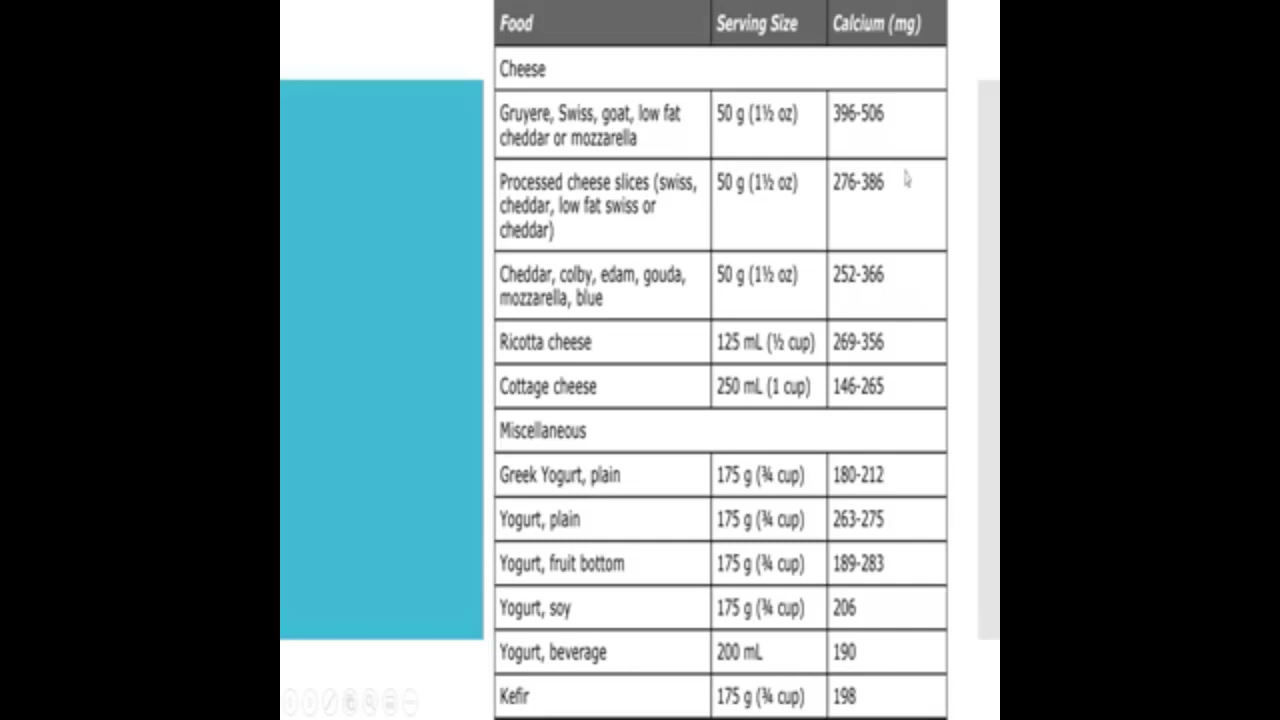 Food Serving Size Calcium (mg)
Cheese
Gruyere, Swiss, goat, low fat 50 g (1½ oz) 396-506
cheddar or mozzarella
Processed cheese slices (swiss, 50 g (1½ oz) 276-386
cheddar, low fat swiss or
cheddar)
Cheddar, colby, edam, gouda, 50 g (1½ oz) 252-366
mozzarella, blue
Ricotta cheese 125 mL (½ cup) 269-356
Cottage cheese 250 mL (1 cup) 146-265
Miscellaneous
Greek Yogurt, plain 175 g (¾ cup) 180-212
Yogurt, plain 175 g (¾ cup) 263-275
Yogurt, fruit bottom 175 g (¾ cup) 189-283
Yogurt, soy 175 g (¾ cup) 206
Yogurt, beverage 200 mL 190
Kefir 175 g (¾ cup) 198